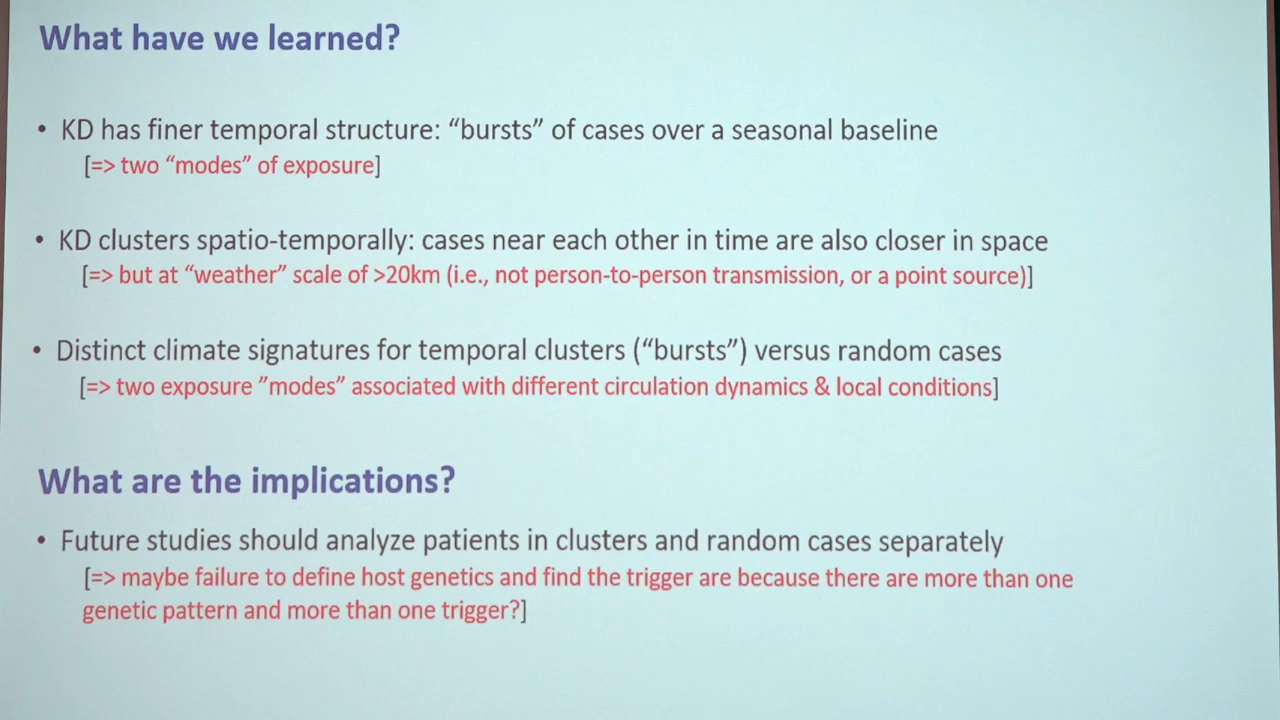 What have we learned?
• KD has finer temporal structure: “bursts” of cases over a seasonal baseline
[=> two “modes” of exposure]
• KD clusters spatio-temporally: cases near each other in time are also closer in space
[=> but at “weather” scale of >20km (i.e., not person-to-person transmission, or a point source)]
• Distinct climate signatures for temporal clusters (“bursts”) versus random cases
[=> two exposure ”modes” associated with different circulation dynamics & local conditions]
What are the implications?
• Future studies should analyze patients in clusters and random cases separately
[=> maybe failure to define host genetics and find the trigger are because there are more than one
genetic pattern and more than one trigger?]